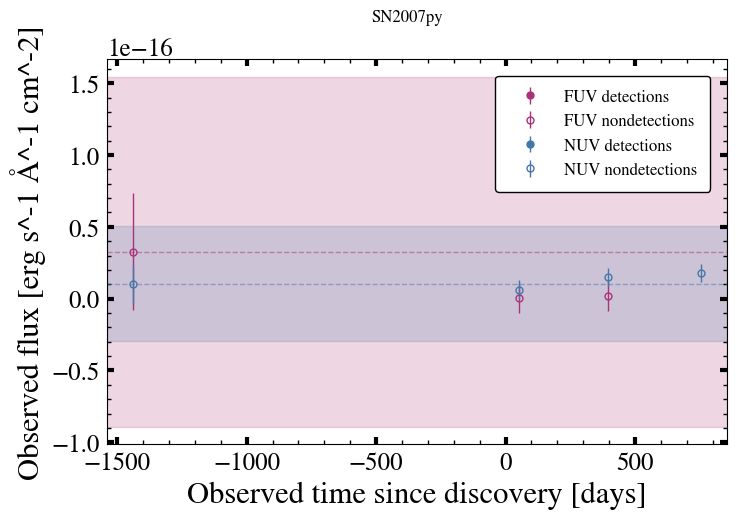 SN2007py
1e−16
Observed flux [erg s^-1 Å^-1 cm^-2]
1.5
1.0
0.5
0.0
−0.5
−1.0
FUV detections
FUV nondetections
NUV detections
NUV nondetections
−1500 −1000 −500 0 500
Observed time since discovery [days]